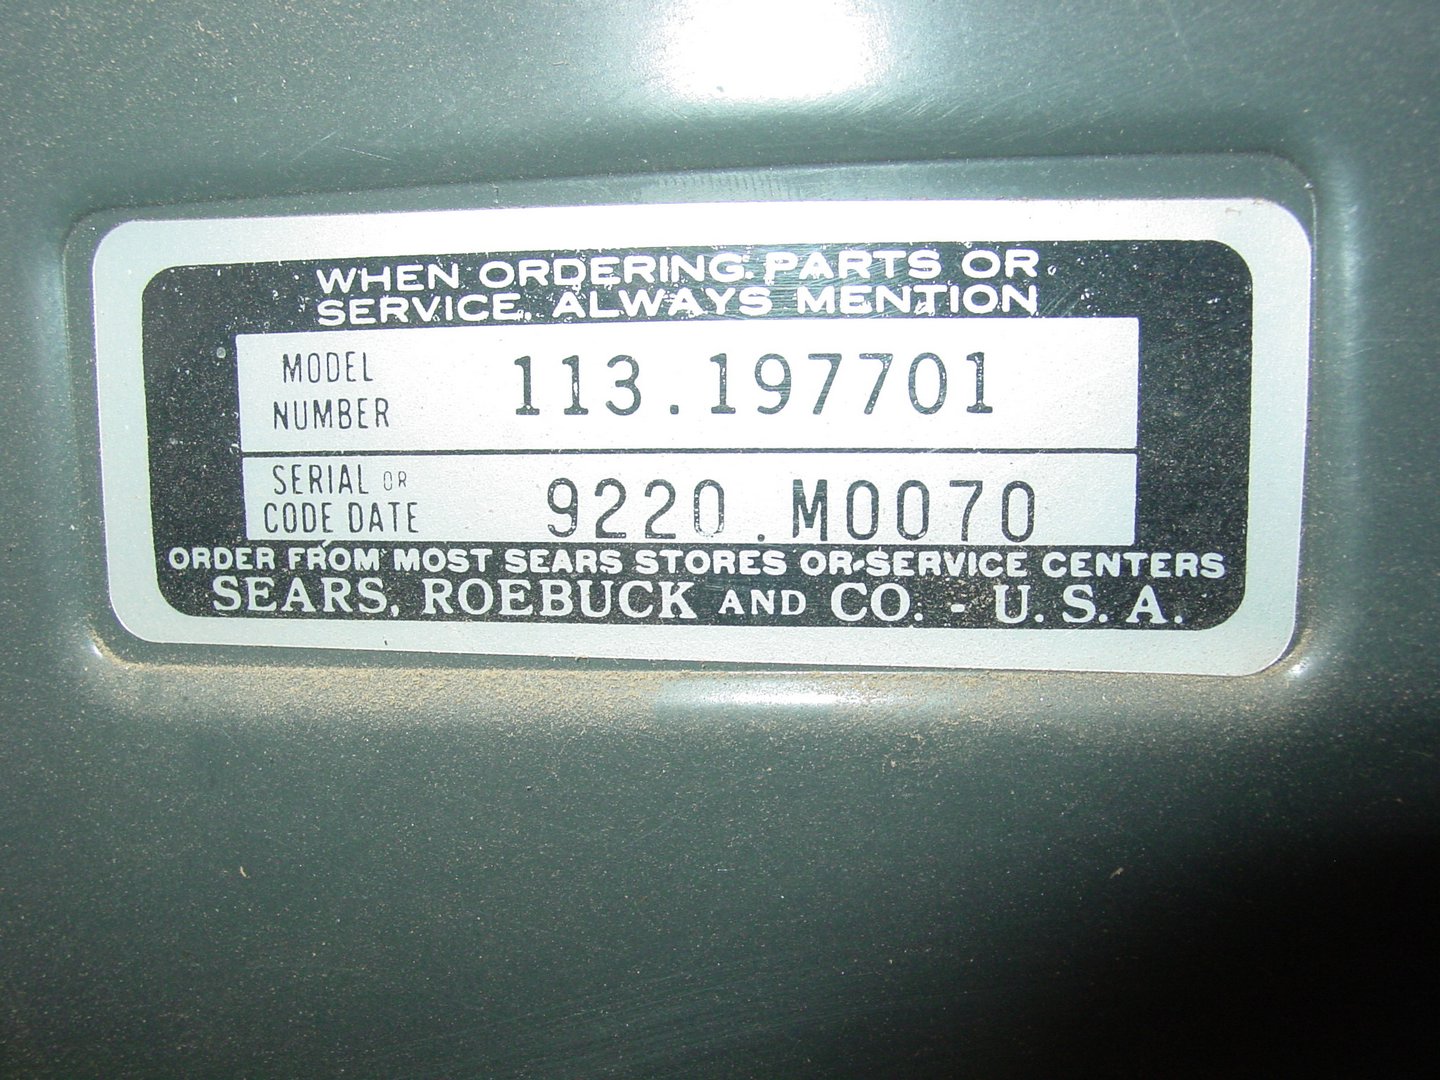 WHEN ORDERING PARTS OR
SERVICE, ALWAYS MENTION
MODEL
NUMBER
113.197701
SERIAL OR
CODE DATE
9220.M0070
ORDER FROM MOST SEARS STORES OR SERVICE CENTERS
SEARS, ROEBUCK AND CO. - U.S.A.